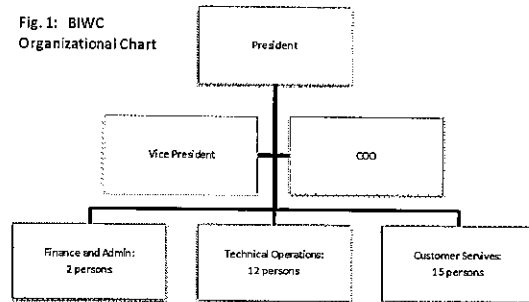 Fig. 1: BIWC
Organizational Chart
President
Vice President
COO
Finance and Admin:
2 persons
Technical Operations:
12 persons
Customer Servives:
15 persons